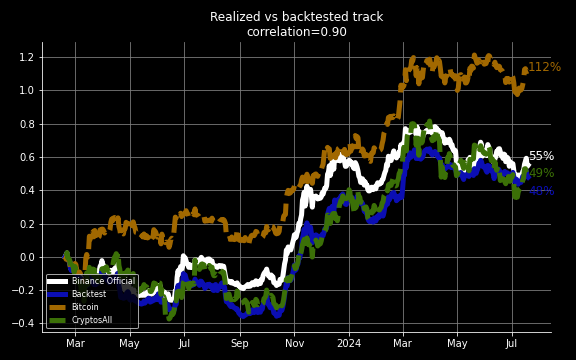 Realized vs backtested track
correlation=0.90
1.2
1.0
0.8
0.6
0.4
0.2
0.0
−0.2
−0.4
112%
55%
49%
48%
Binance Official
Backtest
Bitcoin
CryptosAll
Mar May Jul Sep Nov 2024 Mar May Jul